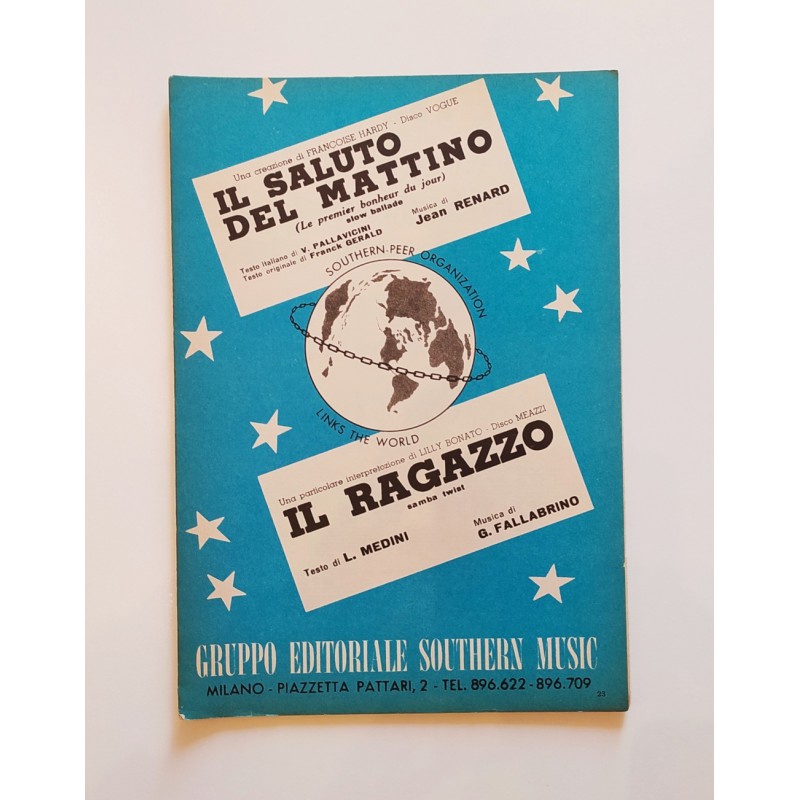 Una creazione di FRANÇOISE HARDY - Disco VOGUE
IL SALUTO
DEL MATTINO
(Le premier bonheur du jour)
slow ballade
Testo italiano di V. PALLAVICINI
Testo originale di Franck GERALD
Musica di
Jean RENARD
SOUTHERN-PEER ORGANIZATION
LINKS THE WORLD
Una particolare interpretazione di LILLY BONATO - Disco MEAZZI
IL RAGAZZO
samba twist
Testo di L. MEDINI
Musica di
G. FALLABRINO
GRUPPO EDITORIALE SOUTHERN MUSIC
MILANO - PIAZZETTA PATTARI, 2 - TEL. 896.622 - 896.709
23